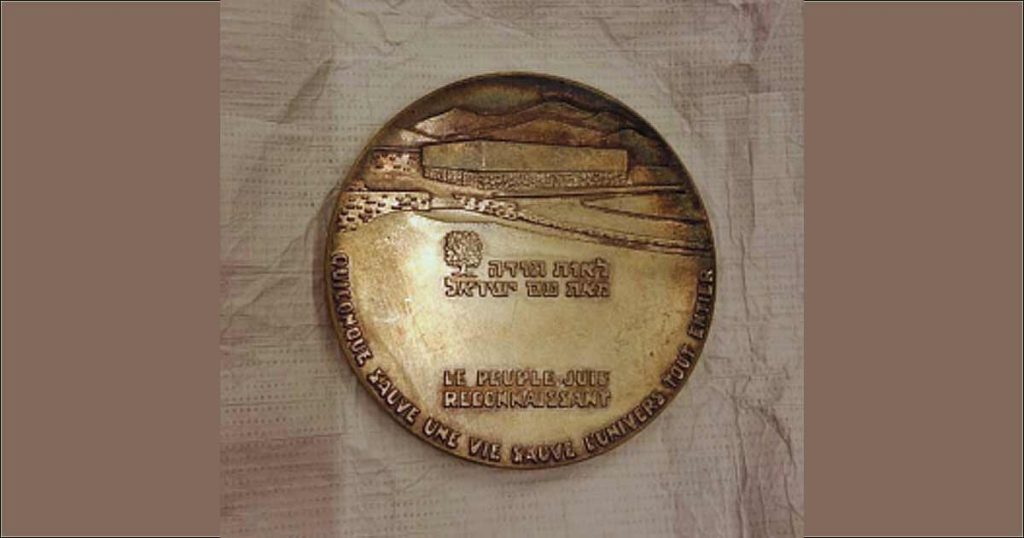 לאות תודה
מאת עם ישראל
LE PEUPLE JUIF
RECONNAISSANT
QUICONQUE SAUVE UNE VIE SAUVE L'UNIVERS TOUT ENTIER